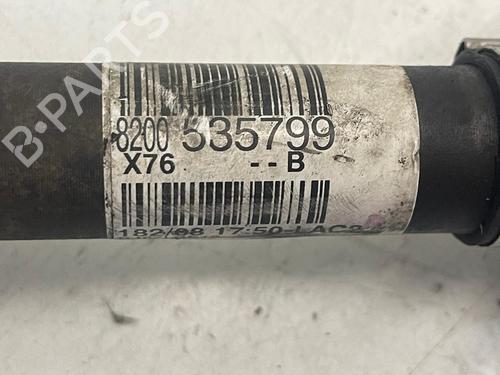 8200 535799
X76 - - B
182/08 17:50-LAC2
B-PARTS